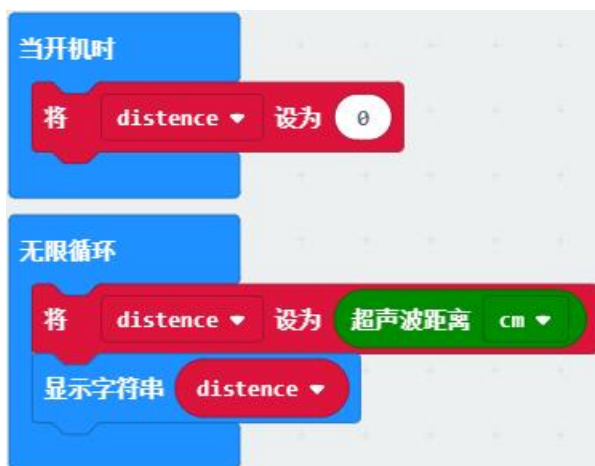 当开机时
将 distence 设为 0
无限循环
将 distence 设为 超声波距离 cm
显示字符串 distence